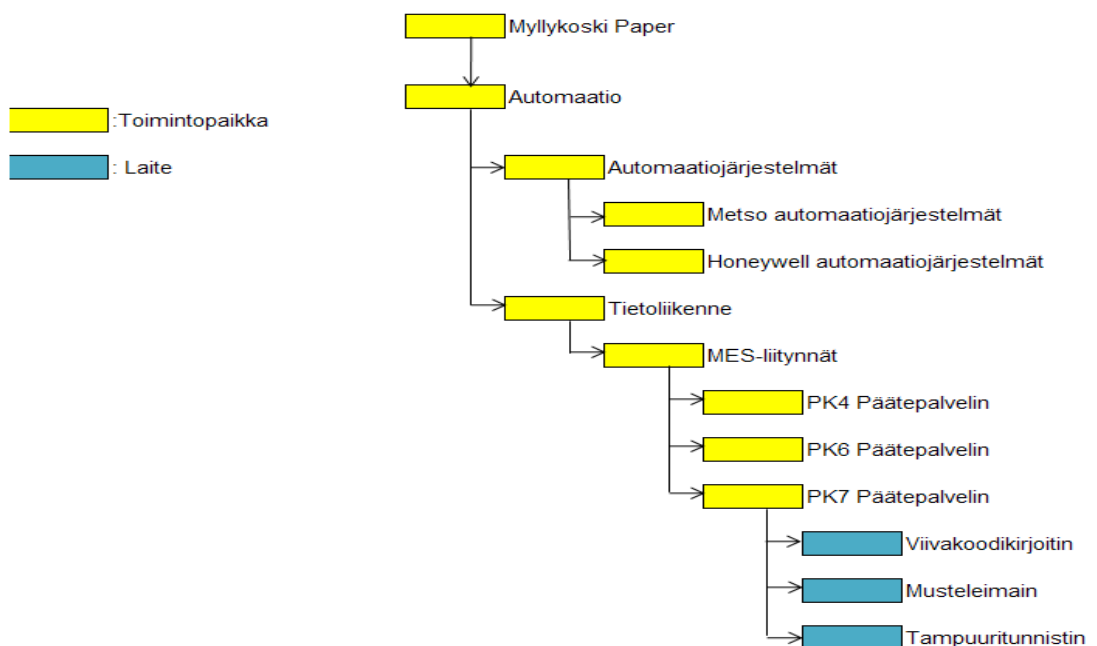 Myllykoski Paper
Automaatio
:Toimintopaikka
: Laite
Automaatiojärjestelmät
Metso automaatiojärjestelmät
Honeywell automaatiojärjestelmät
Tietoliikenne
MES-liitynnät
PK4 Päätepalvelin
PK6 Päätepalvelin
PK7 Päätepalvelin
Viivakoodikirjoitin
Musteleimain
Tampuuritunnistin